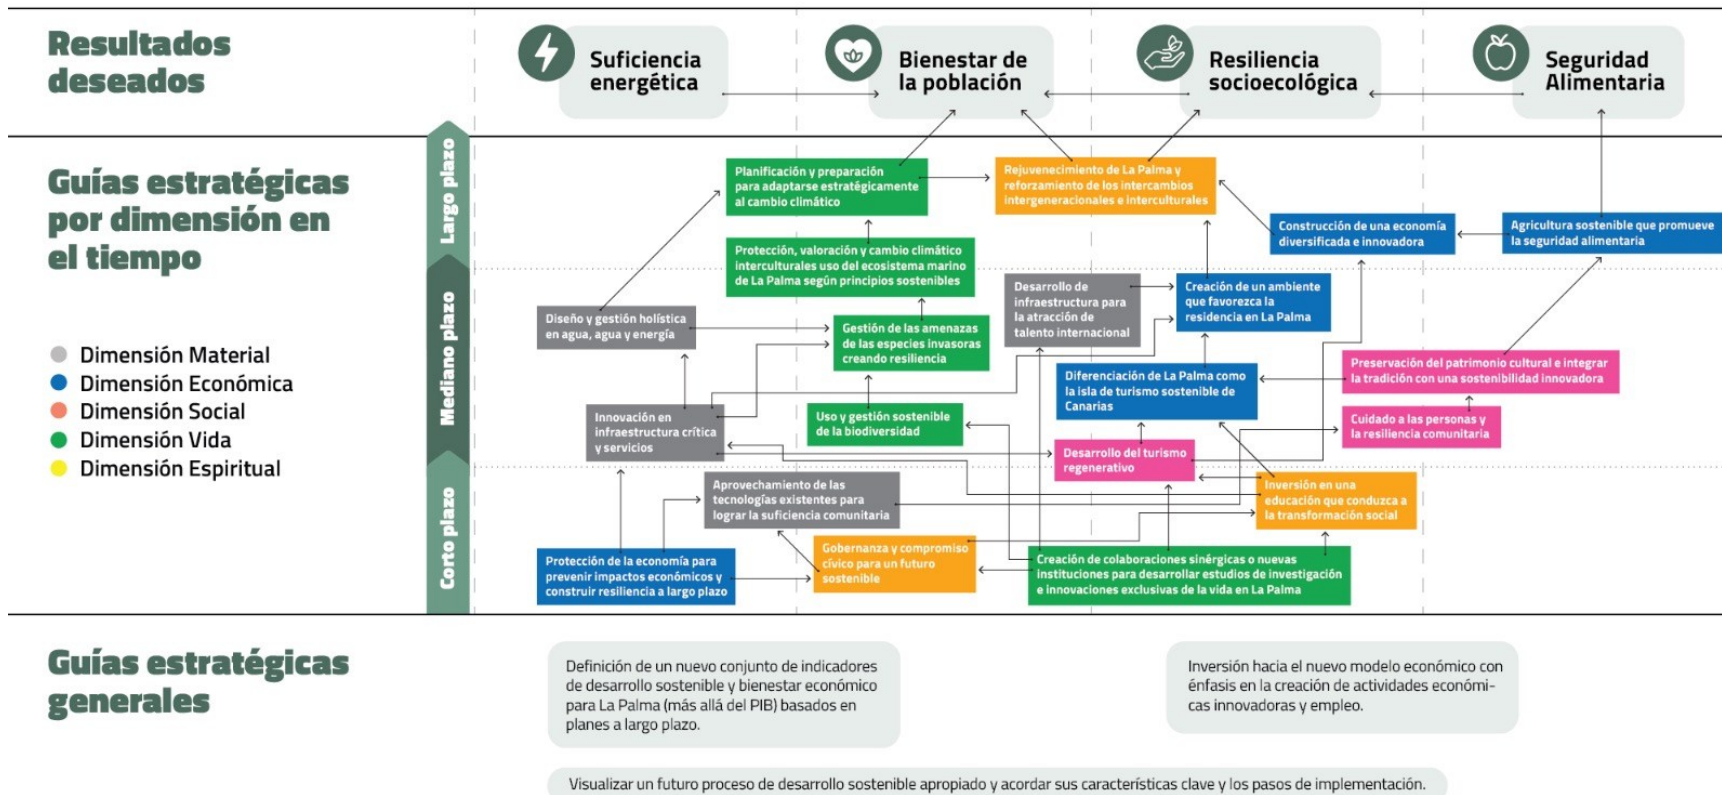 Resultados
deseados
Suficiencia
energética
Bienestar de
la población
Resiliencia
socioecológica
Seguridad
Alimentaria
Guías estratégicas
por dimensión en
el tiempo
Dimensión Material
Dimensión Económica
Dimensión Social
Dimensión Vida
Dimensión Espiritual
Largo plazo
Mediano plazo
Corto plazo
Planificación y preparación
para adaptarse estratégicamente
al cambio climático
Rejuvenecimiento de La Palma y
reforzamiento de los intercambios
intergeneracionales e interculturales
Construcción de una economía
diversificada e innovadora
Agricultura sostenible que promueve
la seguridad alimentaria
Protección, valoración y cambio climático
interculturales uso del ecosistema marino
de La Palma según principios sostenibles
Desarrollo de
infraestructura para
la atracción de
talento internacional
Creación de un ambiente
que favorezca la
residencia en La Palma
Diseño y gestión holística
en agua, agua y energía
Gestión de las amenazas
de las especies invasoras
creando resiliencia
Diferenciación de La Palma como
la isla de turismo sostenible de
Canarias
Preservación del patrimonio cultural e integrar
la tradición con una sostenibilidad innovadora
Innovación en
infraestructura crítica
y servicios
Uso y gestión sostenible
de la biodiversidad
Cuidado a las personas y
la resiliencia comunitaria
Desarrollo del turismo
regenerativo
Aprovechamiento de las
tecnologías existentes para
lograr la suficiencia comunitaria
Inversión en una
educación que conduzca a
la transformación social
Protección de la economía para
prevenir impactos económicos y
construir resiliencia a largo plazo
Gobernanza y compromiso
cívico para un futuro
sostenible
Creación de colaboraciones sinérgicas o nuevas
instituciones para desarrollar estudios de investigación
e innovaciones exclusivas de la vida en La Palma
Guías estratégicas
generales
Definición de un nuevo conjunto de indicadores
de desarrollo sostenible y bienestar económico
para La Palma (más allá del PIB) basados en
planes a largo plazo.
Inversión hacia el nuevo modelo económico con
énfasis en la creación de actividades económi-
cas innovadoras y empleo.
Visualizar un futuro proceso de desarrollo sostenible apropiado y acordar sus características clave y los pasos de implementación.